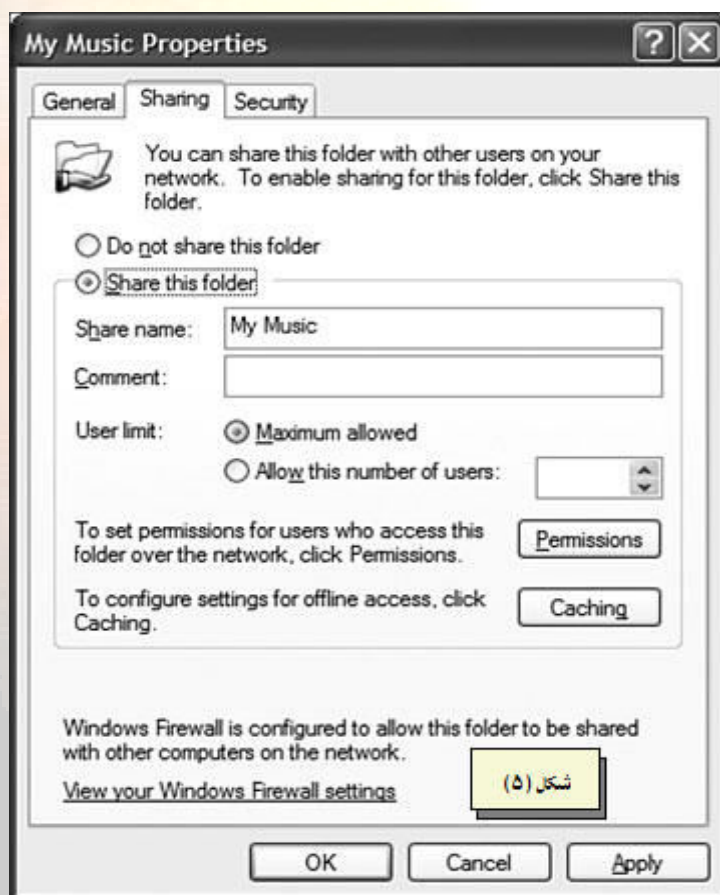 My Music Properties
General Sharing Security
You can share this folder with other users on your
network. To enable sharing for this folder, click Share this
folder.
Do not share this folder
Share this folder
Share name: My Music
Comment:
User limit: Maximum allowed
Allow this number of users:
To set permissions for users who access this
folder over the network, click Permissions. Permissions
To configure settings for offline access, click
Caching. Caching
Windows Firewall is configured to allow this folder to be shared
with other computers on the network.
View your Windows Firewall settings
شکل (۵)
OK Cancel Apply